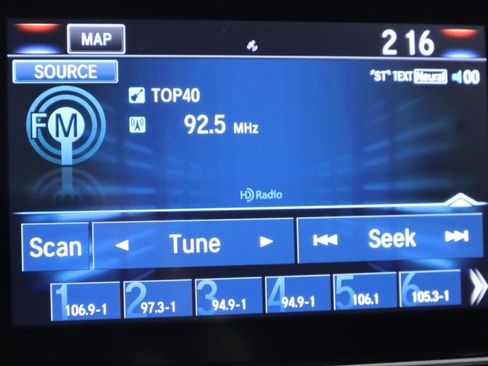 MAP
2 16
SOURCE
"ST" TEXT Neural 00
FM
TOP40
92.5 MHz
HD Radio
Scan Tune Seek
1 2 3 4 5 6
106.9-1 97.3-1 94.9-1 94.9-1 106.1 105.3-1